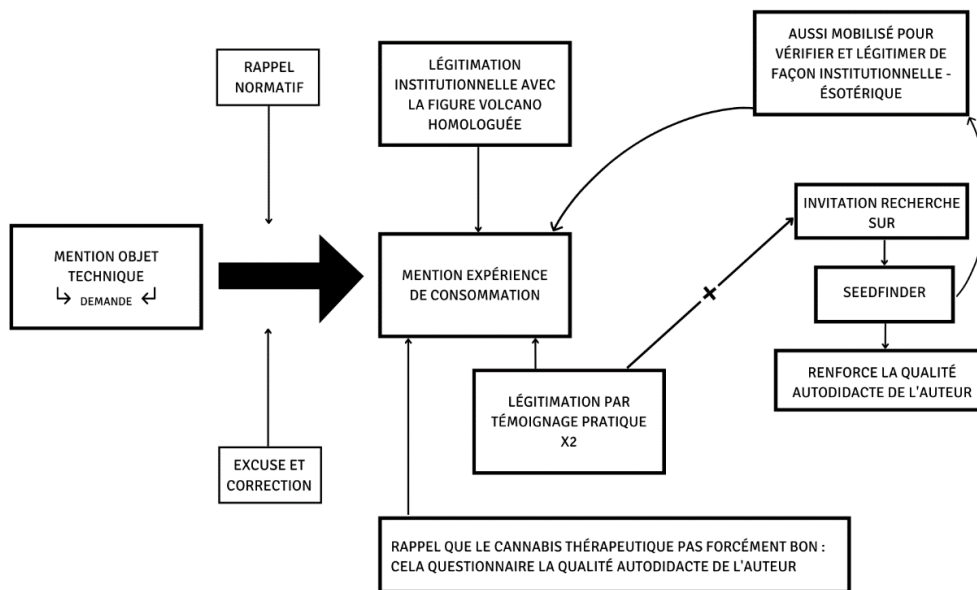 RAPPEL
NORMATIF
LÉGITIMATION
INSTITUTIONNELLE AVEC
LA FIGURE VOLCANO
HOMOLOGUÉE
AUSSI MOBILISÉ POUR
VÉRIFIER ET LÉGITIMER DE
FAÇON INSTITUTIONNELLE -
ÉSOTÉRIQUE
MENTION OBJET
TECHNIQUE
DEMANDE
MENTION EXPÉRIENCE
DE CONSOMMATION
INVITATION RECHERCHE
SUR
SEEDFINDER
RENFORCE LA QUALITÉ
AUTODIDACTE DE L'AUTEUR
LÉGITIMATION PAR
TÉMOIGNAGE PRATIQUE
X2
EXCUSE ET
CORRECTION
RAPPEL QUE LE CANNABIS THÉRAPEUTIQUE PAS FORCÉMENT BON :
CELA QUESTIONNAIRE LA QUALITÉ AUTODIDACTE DE L'AUTEUR